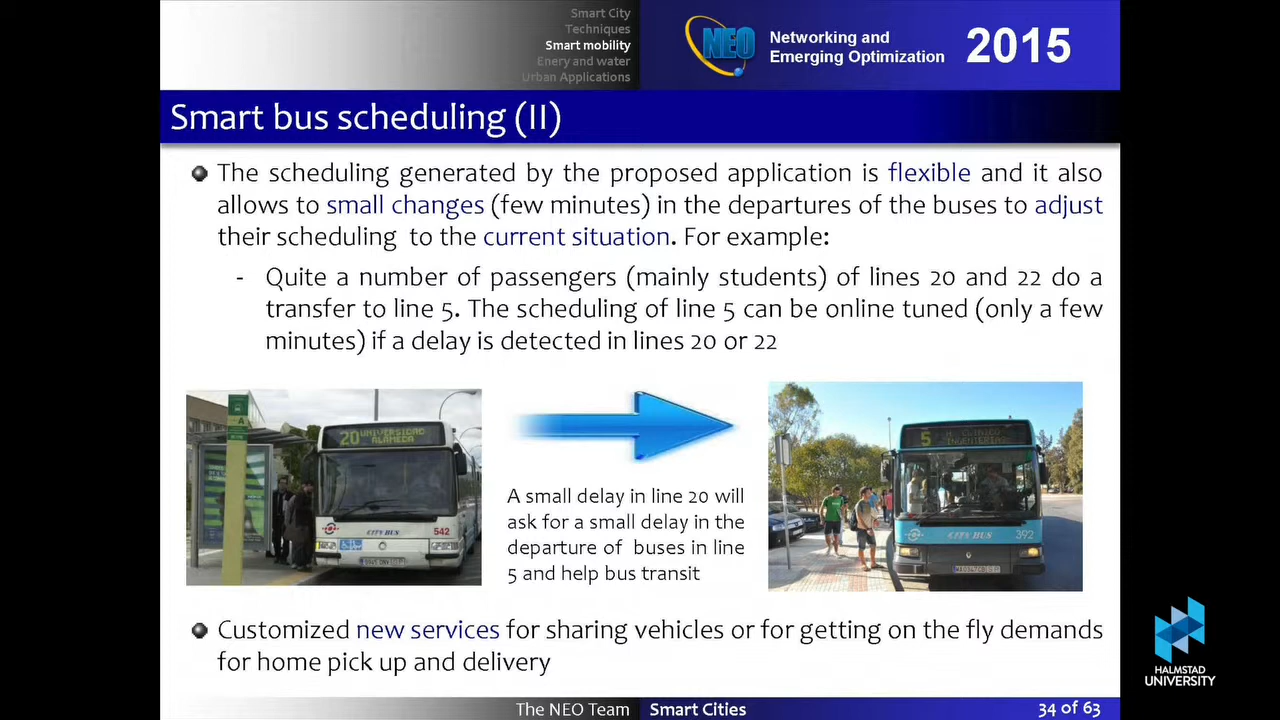 Smart City
Techniques
Smart mobility
Enery and water
Urban Applications
NEO
Networking and
Emerging Optimization
2015
Smart bus scheduling (II)
The scheduling generated by the proposed application is flexible and it also
allows to small changes (few minutes) in the departures of the buses to adjust
their scheduling to the current situation. For example:
- Quite a number of passengers (mainly students) of lines 20 and 22 do a
transfer to line 5. The scheduling of line 5 can be online tuned (only a few
minutes) if a delay is detected in lines 20 or 22
A
20 UNIVERSIDAD
ALAMEDA
CITY BUS
542
A small delay in line 20 will
ask for a small delay in the
departure of buses in line
5 and help bus transit
5
CLINICO
INGENIERIAS
CITY BUS
392
Customized new services for sharing vehicles or for getting on the fly demands
for home pick up and delivery
HALMSTAD
UNIVERSITY
The NEO Team
Smart Cities
34 of 63